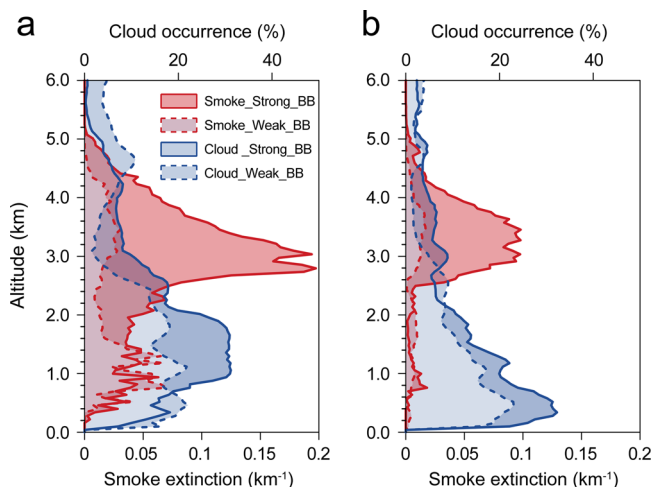 a
b
Cloud occurrence (%)
Cloud occurrence (%)
0 20 40
0 20 40
6.0
5.0
4.0
3.0
2.0
1.0
0.0
Altitude (km)
Smoke_Strong_BB
Smoke_Weak_BB
Cloud _Strong_BB
Cloud_Weak_BB
6.0
5.0
4.0
3.0
2.0
1.0
0.0
0 0.05 0.1 0.15 0.2
0 0.05 0.1 0.15 0.2
Smoke extinction (km⁻¹)
Smoke extinction (km⁻¹)